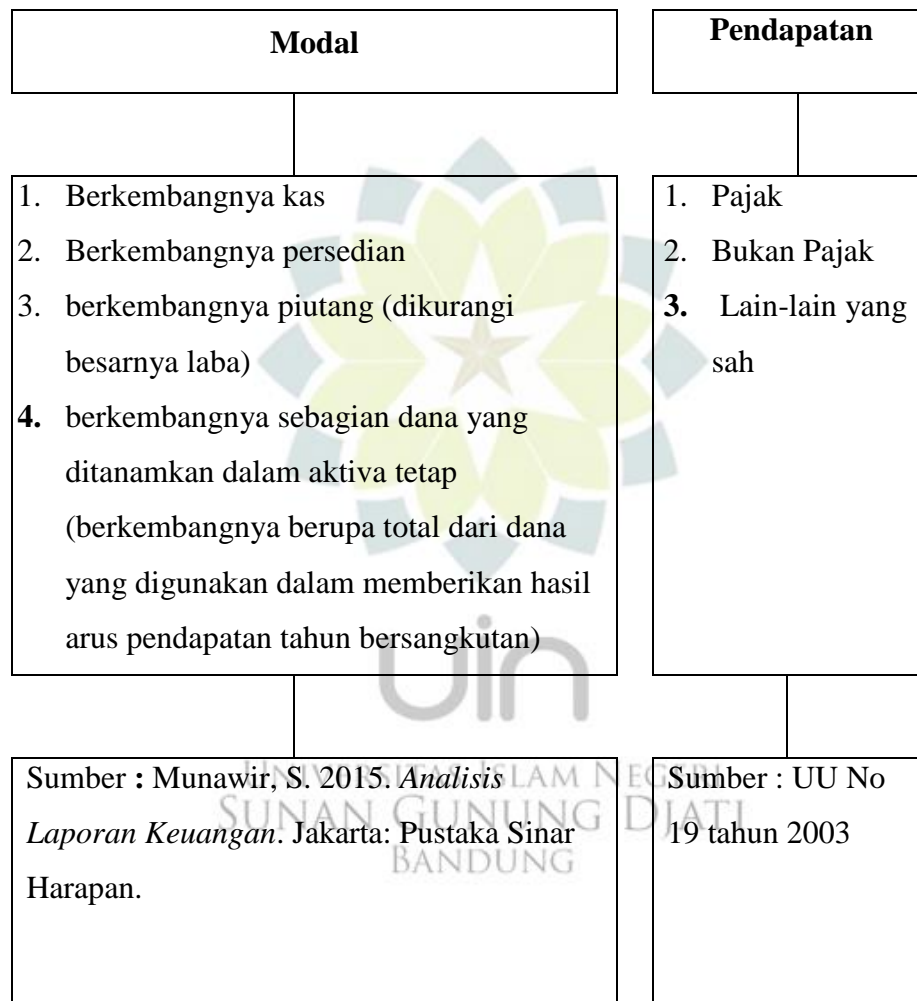 Modal
1. Berkembangnya kas
2. Berkembangnya persedian
3. berkembangnya piutang (dikurangi
besarnya laba)
4. berkembangnya sebagian dana yang
ditanamkan dalam aktiva tetap
(berkembangnya berupa total dari dana
yang digunakan dalam memberikan hasil
arus pendapatan tahun bersangkutan)
Sumber : Munawir, S. 2015. Analisis
Laporan Keuangan. Jakarta: Pustaka Sinar
Harapan.
Pendapatan
1. Pajak
2. Bukan Pajak
3. Lain-lain yang
sah
Sumber : UU No
19 tahun 2003
uin
UNIVERSITAS ISLAM NEGERI
SUNAN GUNUNG DJATI
BANDUNG